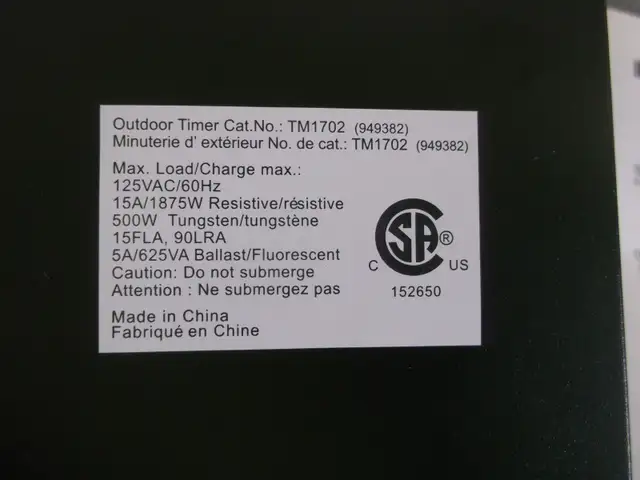 Outdoor Timer Cat.No.: TM1702 (949382)
Minuterie d' extérieur No. de cat.: TM1702 (949382)
Max. Load/Charge max.:
125VAC/60Hz
15A/1875W Resistive/résistive
500W Tungsten/tungstène
15FLA, 90LRA
5A/625VA Ballast/Fluorescent
Caution: Do not submerge
Attention : Ne submergez pas
Made in China
Fabriqué en Chine
CSA®
C US
152650